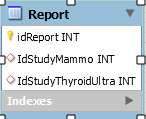 Report
idReport INT
IdStudyMammo INT
IdStudyThyroidUltra INT
Indexes